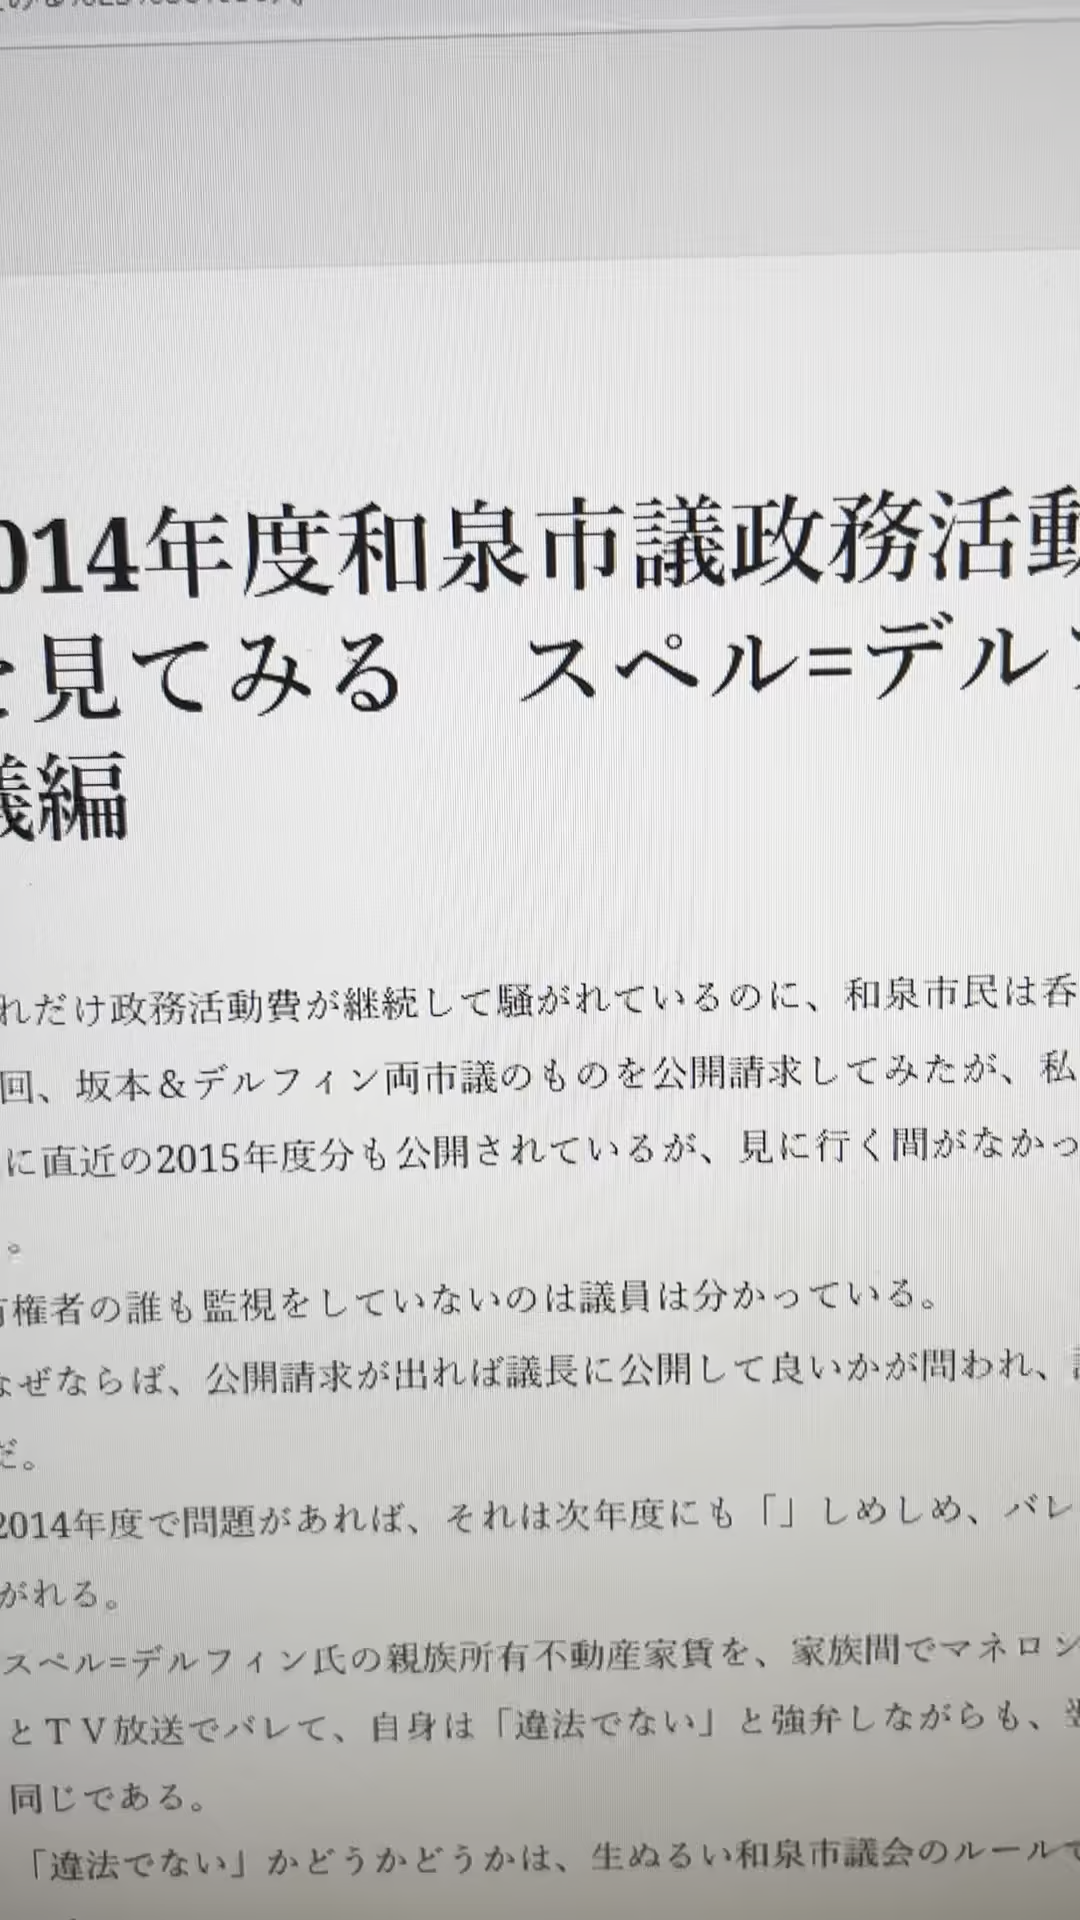 014年度和泉市議政務活動
見てみる　スペル=デルフ
議編
れだけ政務活動費が継続して騒がれているのに、和泉市民は呑
回、坂本＆デルフィン両市議のものを公開請求してみたが、私
に直近の2015年度分も公開されているが、見に行く間がなかっ
。
権者の誰も監視をしていないのは議員は分かっている。
なぜならば、公開請求が出れば議長に公開して良いかが問われ、
だ。
2014年度で問題があれば、それは次年度にも「」しめしめ、バレ
がれる。
スペル=デルフィン氏の親族所有不動産家賃を、家族間でマネロン
とＴＶ放送でバレて、自身は「違法でない」と強弁しながらも、
同じである。
「違法でない」かどうかどうかは、生ぬるい和泉市議会のルールで